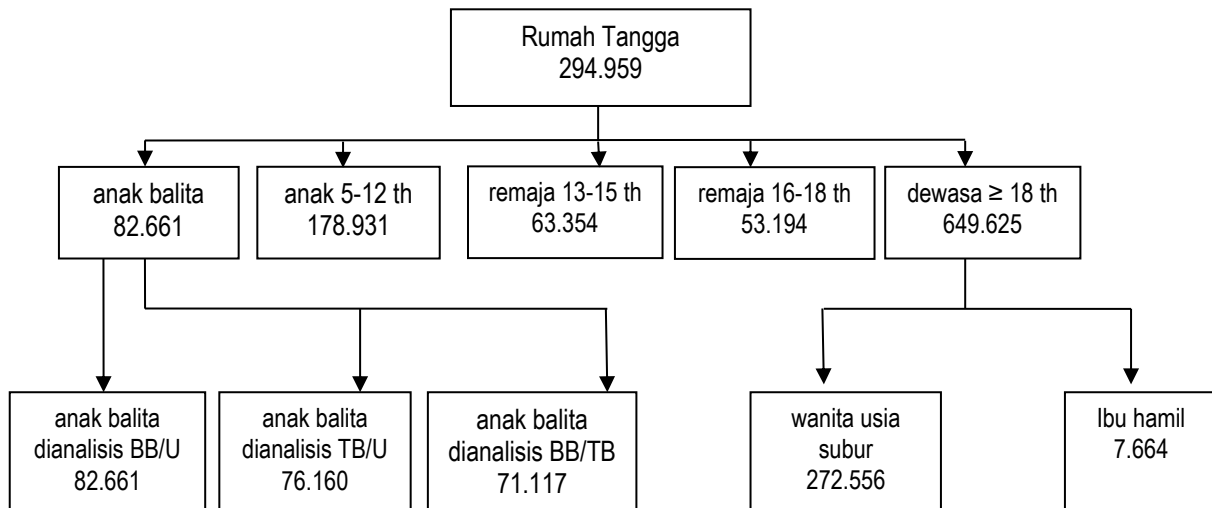 Rumah Tangga
294.959
anak balita
82.661
anak 5-12 th
178.931
remaja 13-15 th
63.354
remaja 16-18 th
53.194
dewasa ≥ 18 th
649.625
anak balita
dianalisis BB/U
82.661
anak balita
dianalisis TB/U
76.160
anak balita
dianalisis BB/TB
71.117
wanita usia
subur
272.556
Ibu hamil
7.664